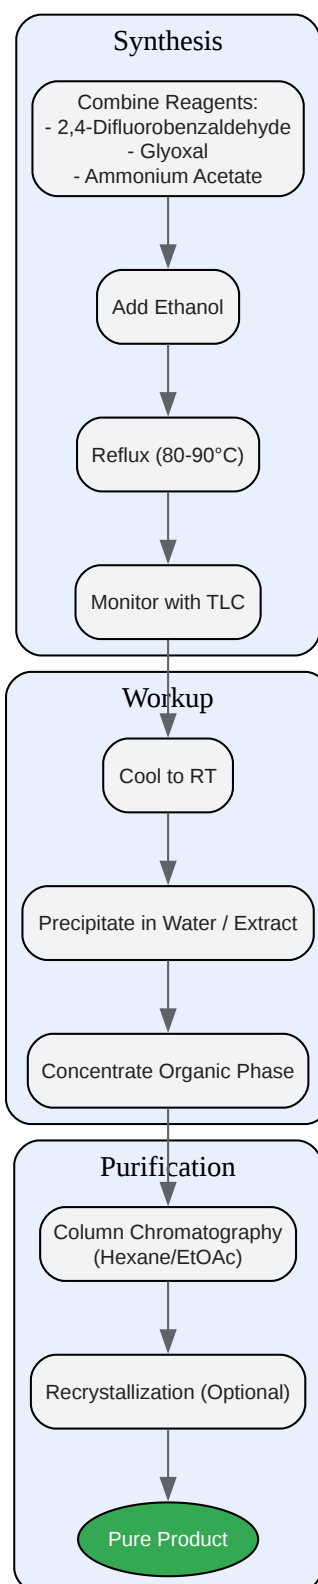 Synthesis
Combine Reagents:
- 2,4-Difluorobenzaldehyde
- Glyoxal
- Ammonium Acetate
Add Ethanol
Reflux (80-90°C)
Monitor with TLC
Workup
Cool to RT
Precipitate in Water / Extract
Concentrate Organic Phase
Purification
Column Chromatography
(Hexane/EtOAc)
Recrystallization (Optional)
Pure Product